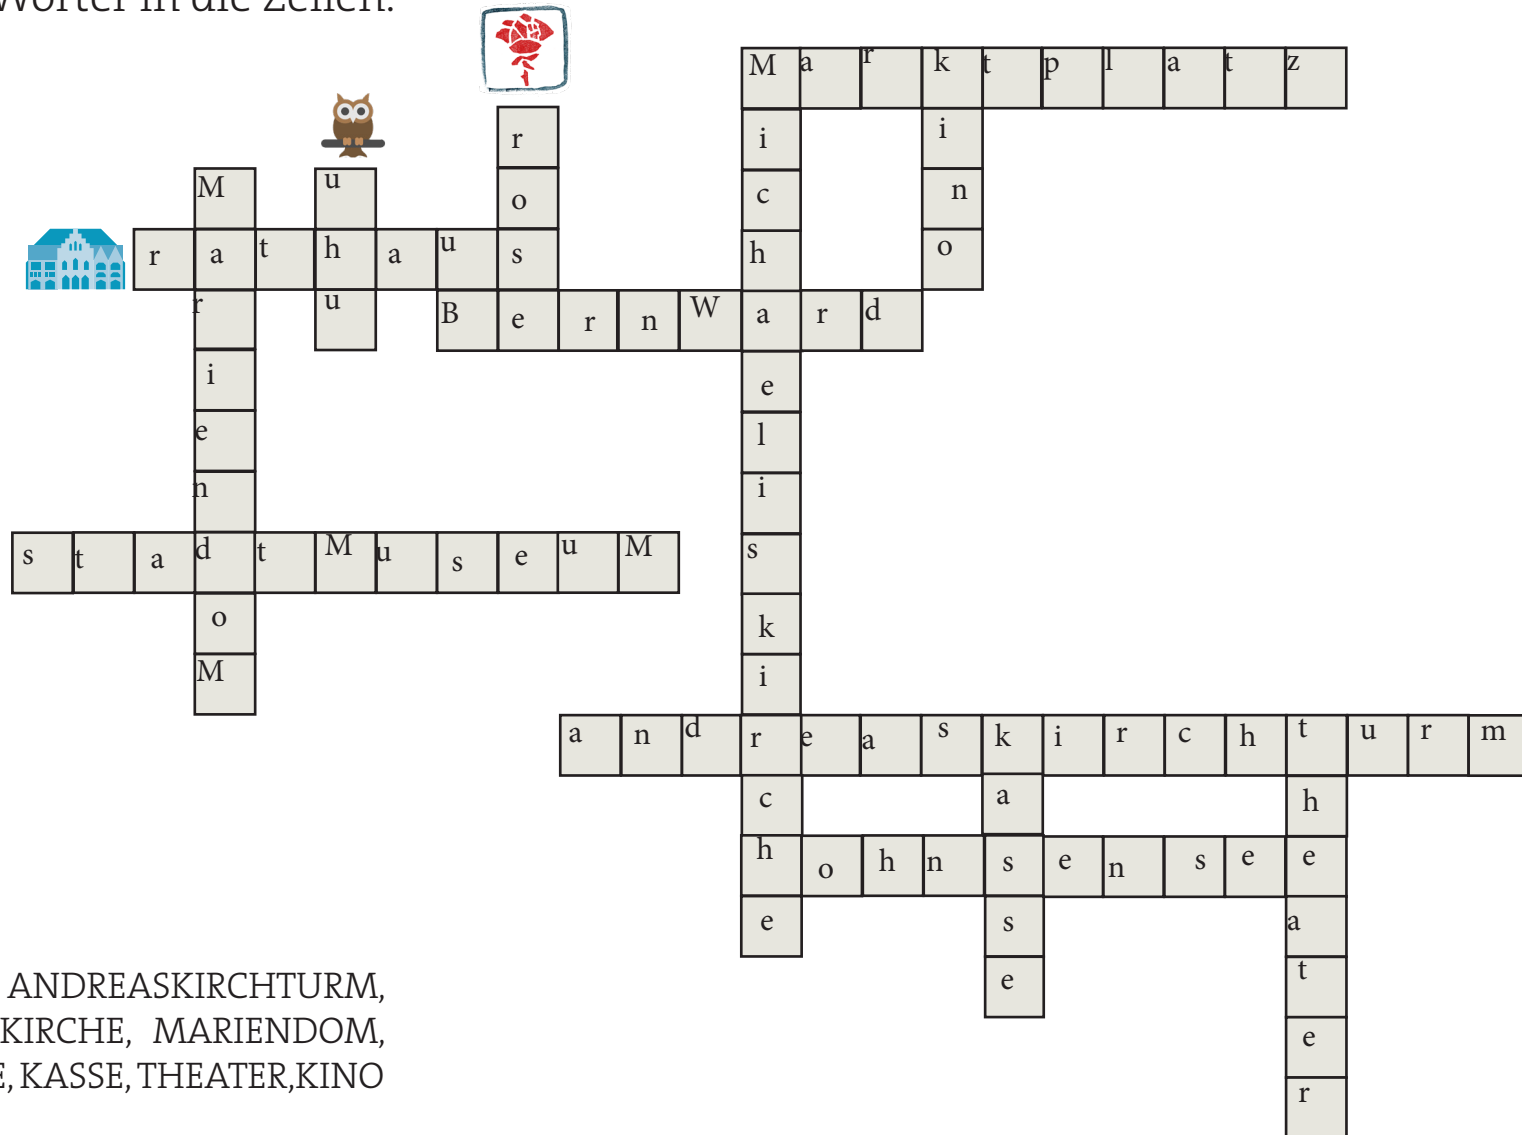 Wörter in die Zeilen.
Marktplatz
Michaeliskirche
kino
rose
Mariendom
uhu
rathaus
BernWard
stadtMuseuM
andreaskirchturm
kasse
theater
hohnsensee
ANDREASKIRCHTURM,
KIRCHE, MARIENDOM,
E, KASSE, THEATER,KINO